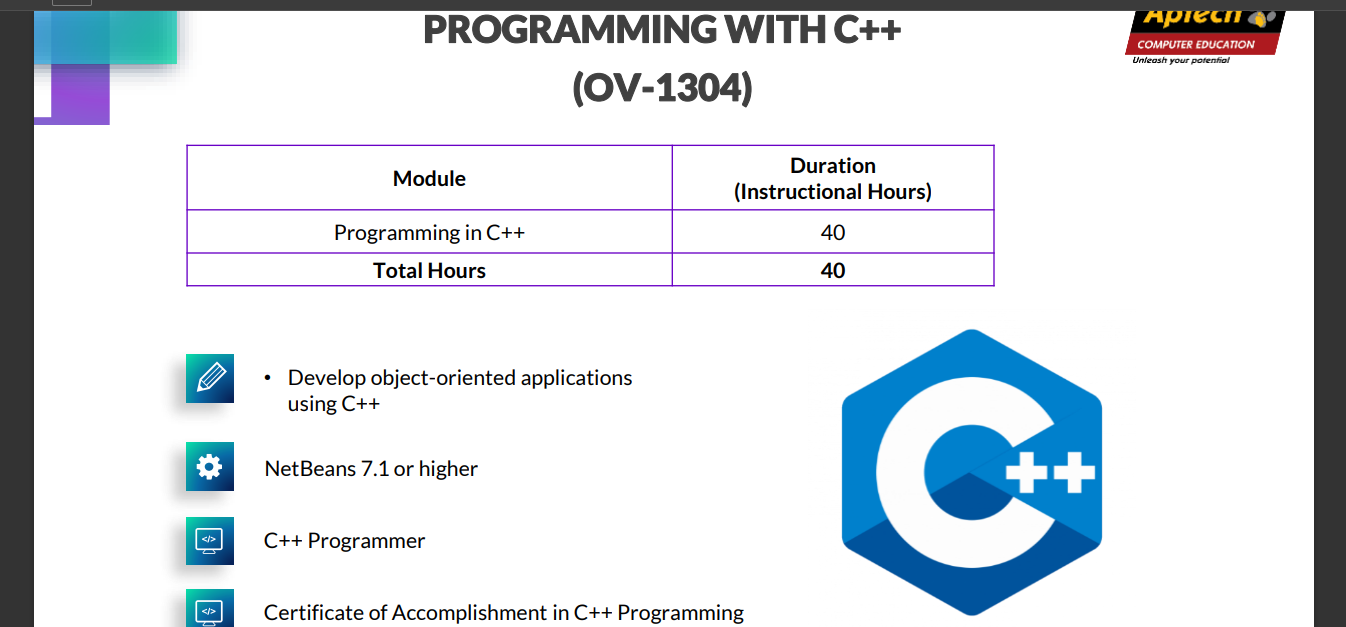 PROGRAMMING WITH C++
(OV-1304)
Aptech
COMPUTER EDUCATION
Unleash your potential
Module
Duration
(Instructional Hours)
Programming in C++
40
Total Hours
40
• Develop object-oriented applications
using C++
NetBeans 7.1 or higher
</>
C++ Programmer
</>
Certificate of Accomplishment in C++ Programming
C++